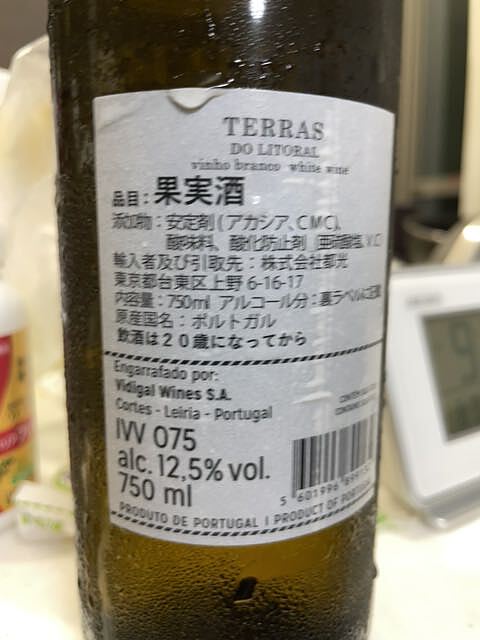 TERRAS
DO LITORAL
vinho branco white wine
品目：果実酒
添加物：安定剤（アカシア、CMC）、
酸味料、酸化防止剤（亜硫酸塩、V.C）
輸入者及び引取先：株式会社都光
東京都台東区上野6-16-17
内容量：750ml アルコール分：裏ラベルに記載
原産国名：ポルトガル
飲酒は20歳になってから
Engarrafado por:
Vidigal Wines S.A.
Cortes - Leiria - Portugal
IVV 075
alc. 12,5% vol.
750 ml
5 601996
PRODUTO DE PORTUGAL | PRODUCT OF PORTUGAL